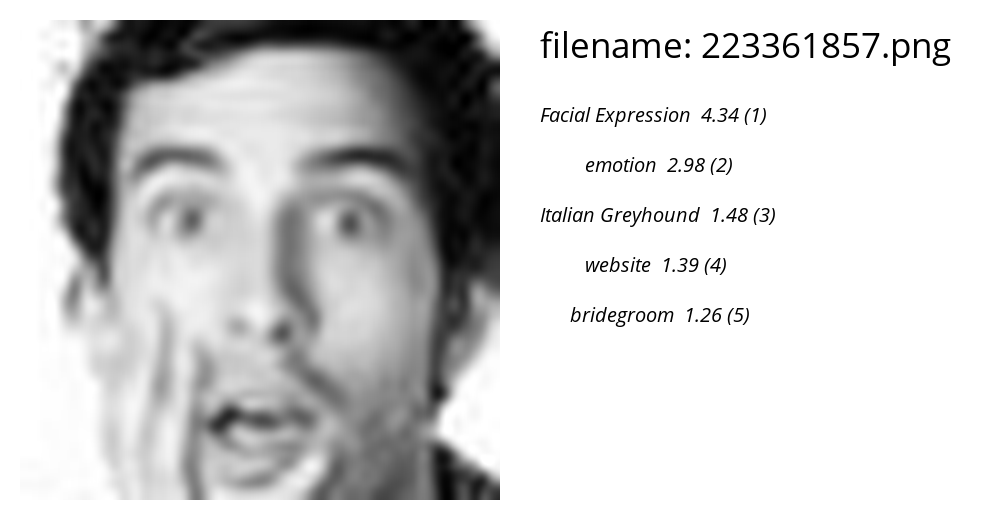 filename: 223361857.png
Facial Expression 4.34 (1)
emotion 2.98 (2)
Italian Greyhound 1.48 (3)
website 1.39 (4)
bridegroom 1.26 (5)